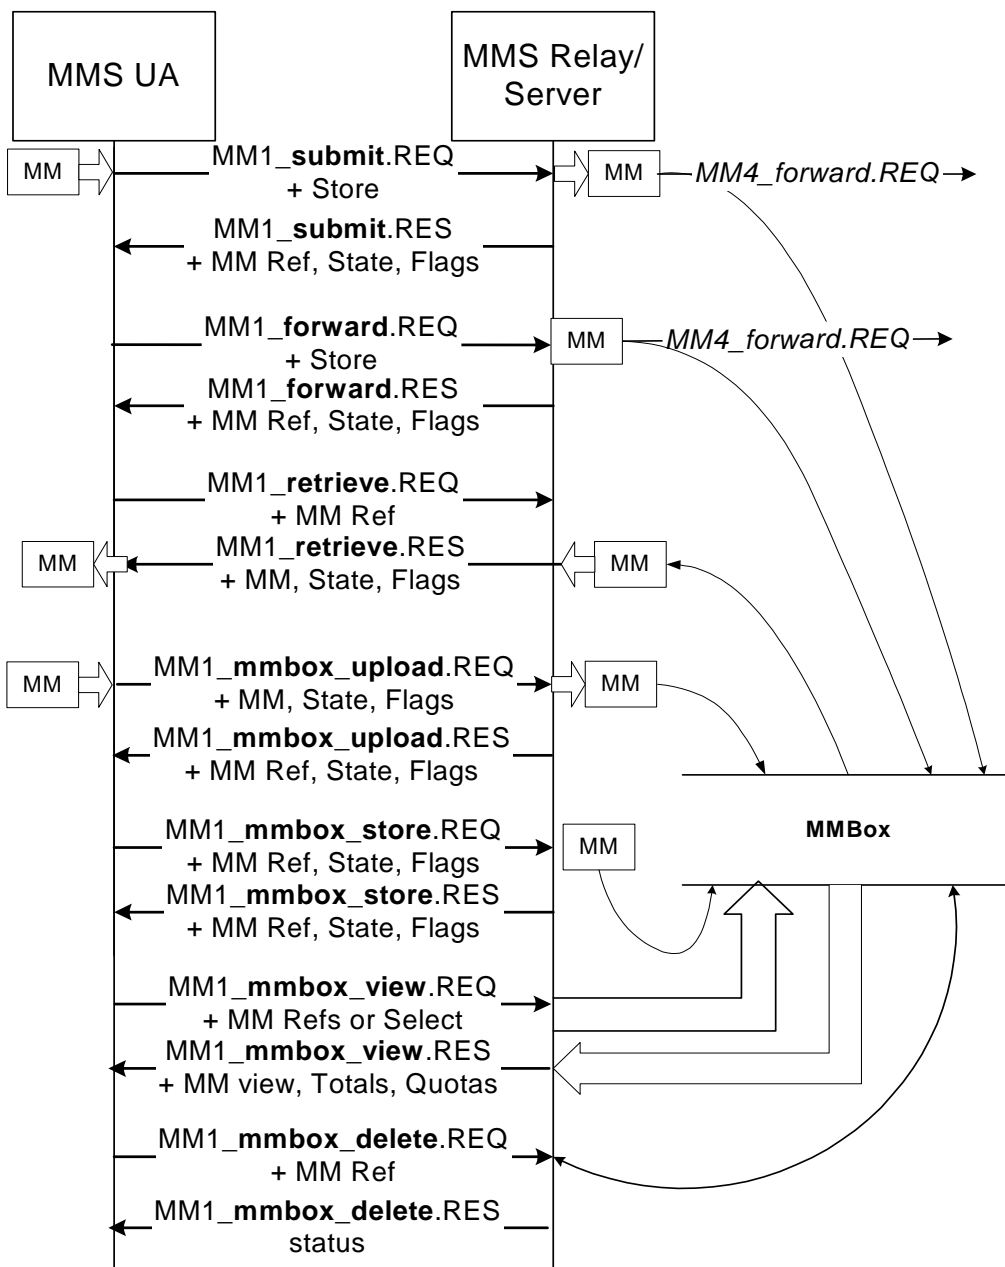 MMS UA
MMS Relay/
Server
MM
MM1_submit.REQ
+ Store
MM
MM4_forward.REQ
MM1_submit.RES
+ MM Ref, State, Flags
MM1_forward.REQ
+ Store
MM
MM4_forward.REQ
MM1_forward.RES
+ MM Ref, State, Flags
MM1_retrieve.REQ
+ MM Ref
MM
MM1_retrieve.RES
+ MM, State, Flags
MM
MM
MM1_mmbox_upload.REQ
+ MM, State, Flags
MM
MM1_mmbox_upload.RES
+ MM Ref, State, Flags
MMBox
MM1_mmbox_store.REQ
+ MM Ref, State, Flags
MM
MM1_mmbox_store.RES
+ MM Ref, State, Flags
MM1_mmbox_view.REQ
+ MM Refs or Select
MM1_mmbox_view.RES
+ MM view, Totals, Quotas
MM1_mmbox_delete.REQ
+ MM Ref
MM1_mmbox_delete.RES
status